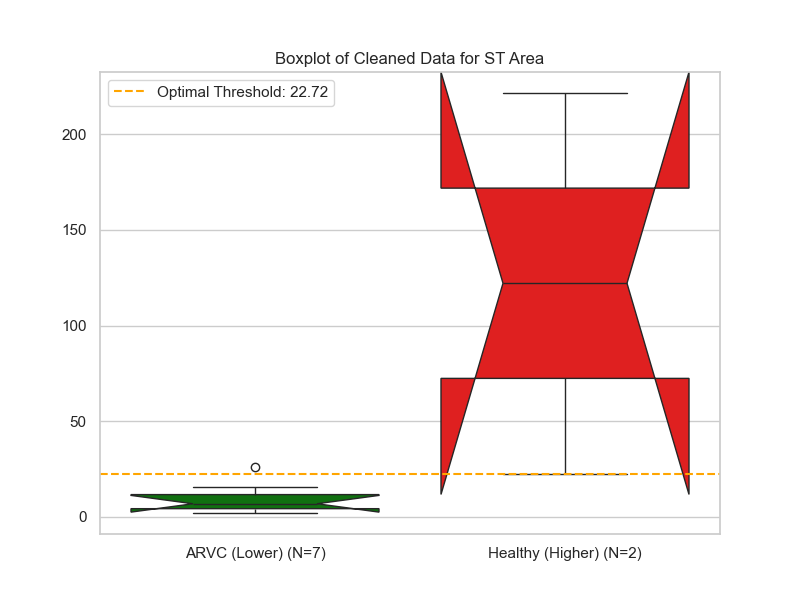 Boxplot of Cleaned Data for ST Area
Optimal Threshold: 22.72
200
150
100
50
0
ARVC (Lower) (N=7)
Healthy (Higher) (N=2)